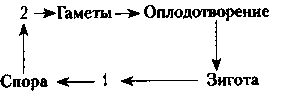 2 → Гаметы → Оплодотворение
Спора ← 1 ← Зигота